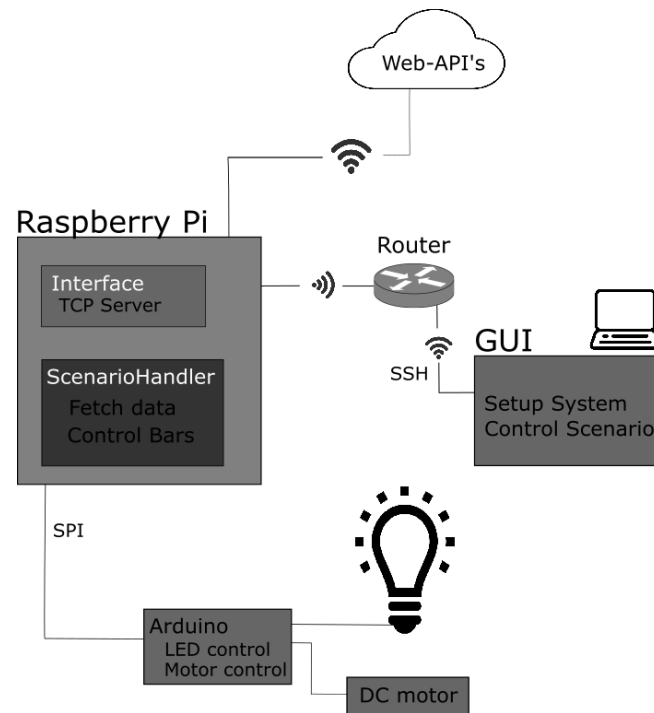 Web-API's
Raspberry Pi
Interface
TCP Server
ScenarioHandler
Fetch data
Control Bars
Router
SSH
GUI
Setup System
Control Scenario
SPI
Arduino
LED control
Motor control
DC motor